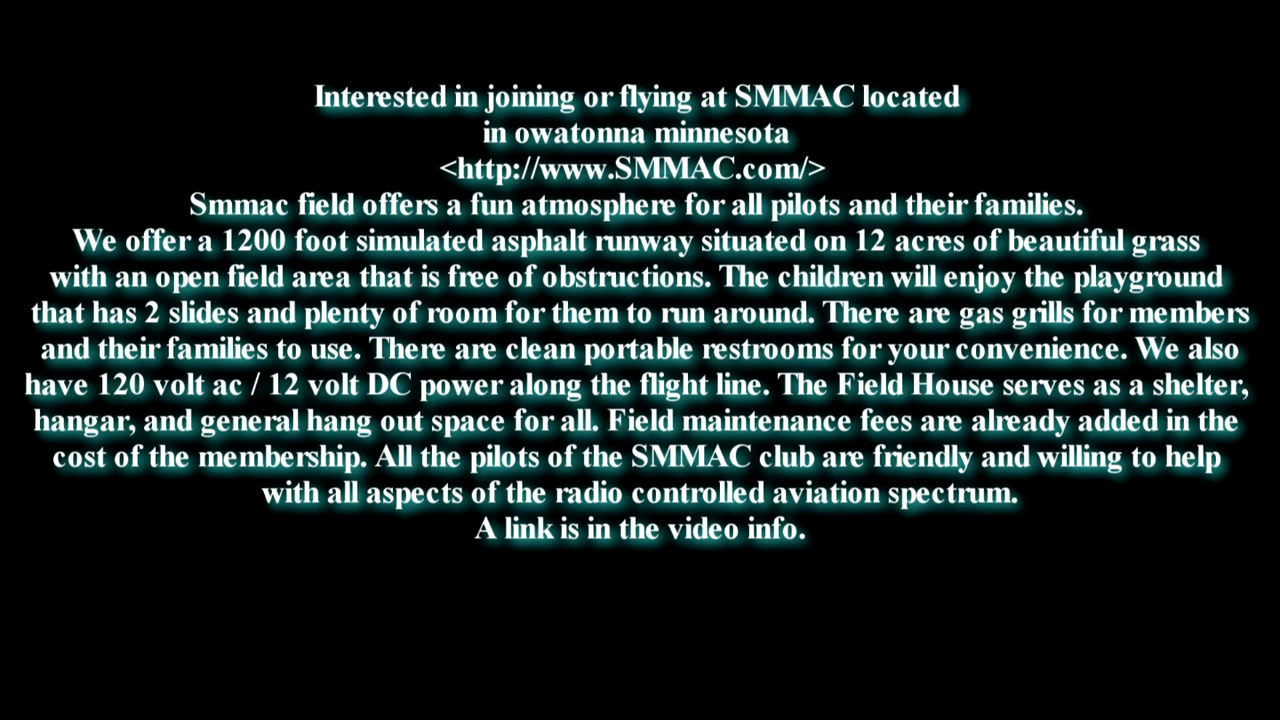 Interested in joining or flying at SMMAC located
in owatonna minnesota
<http://www.SMMAC.com/>
Smmac field offers a fun atmosphere for all pilots and their families.
We offer a 1200 foot simulated asphalt runway situated on 12 acres of beautiful grass
with an open field area that is free of obstructions. The children will enjoy the playground
that has 2 slides and plenty of room for them to run around. There are gas grills for members
and their families to use. There are clean portable restrooms for your convenience. We also
have 120 volt ac / 12 volt DC power along the flight line. The Field House serves as a shelter,
hangar, and general hang out space for all. Field maintenance fees are already added in the
cost of the membership. All the pilots of the SMMAC club are friendly and willing to help
with all aspects of the radio controlled aviation spectrum.
A link is in the video info.